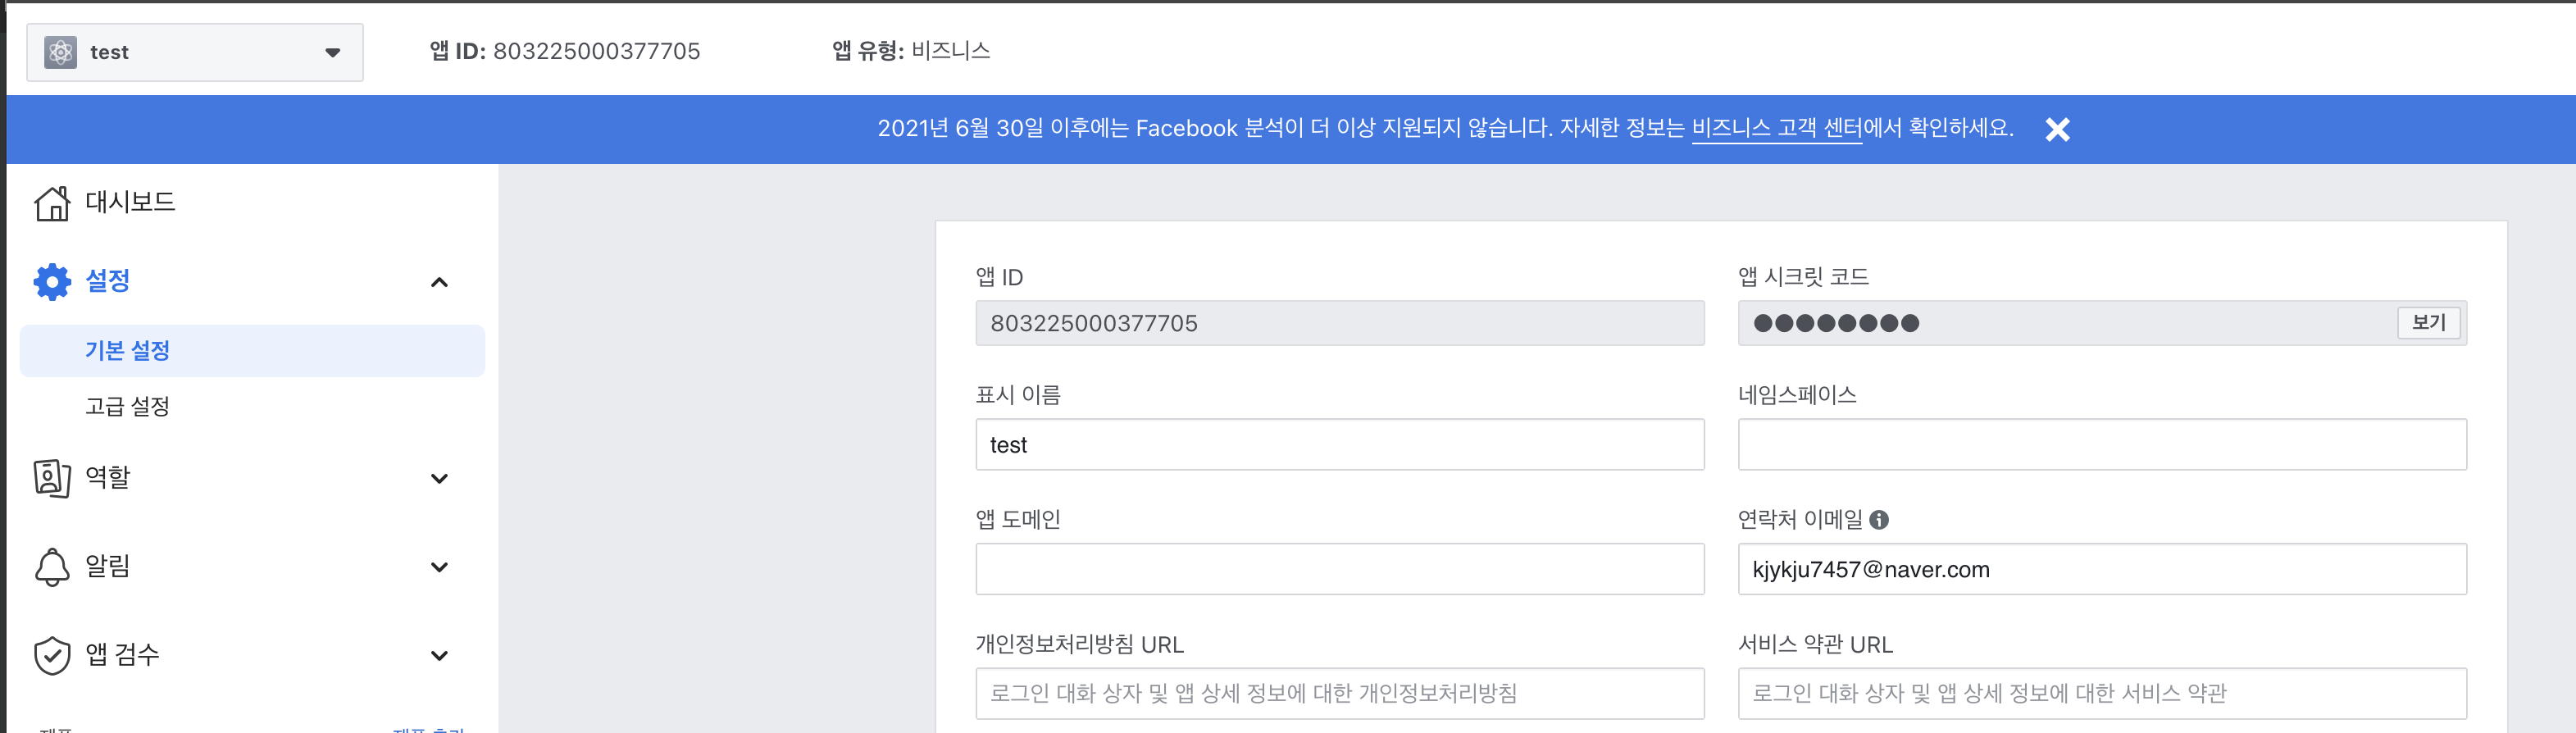 test
앱 ID: 803225000377705
앱 유형: 비즈니스
2021년 6월 30일 이후에는 Facebook 분석이 더 이상 지원되지 않습니다. 자세한 정보는 비즈니스 고객 센터에서 확인하세요.
대시보드
설정
기본 설정
고급 설정
역할
알림
앱 검수
앱 ID
803225000377705
앱 시크릿 코드
●●●●●●●●
보기
표시 이름
test
네임스페이스
앱 도메인
연락처 이메일
kjykju7457@naver.com
개인정보처리방침 URL
로그인 대화 상자 및 앱 상세 정보에 대한 개인정보처리방침
서비스 약관 URL
로그인 대화 상자 및 앱 상세 정보에 대한 서비스 약관